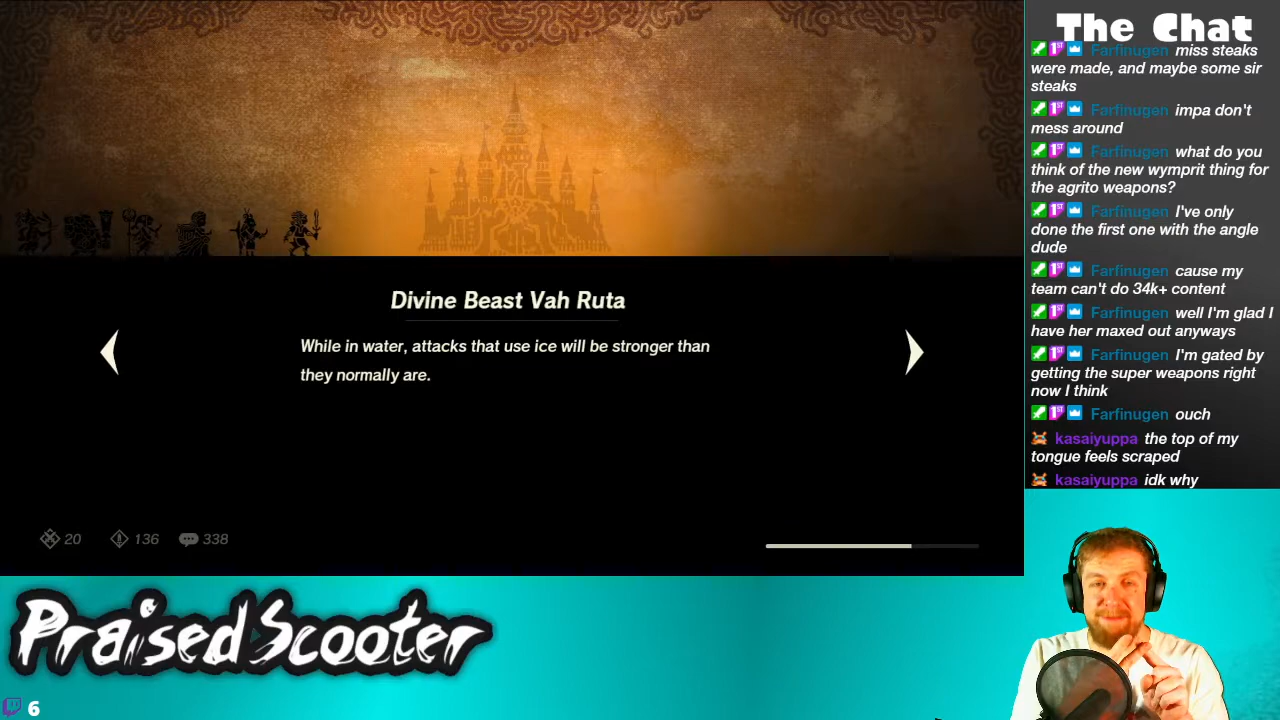 The Chat
Farfinugen miss steaks
were made, and maybe some sir
steaks
Farfinugen impa don't
mess around
Farfinugen what do you
think of the new wymprit thing for
the agrito weapons?
Farfinugen I've only
done the first one with the angle
dude
Farfinugen cause my
team can't do 34k+ content
Farfinugen well I'm glad I
have her maxed out anyways
Farfinugen I'm gated by
getting the super weapons right
now I think
Farfinugen ouch
kasaiyuppa the top of my
tongue feels scraped
kasaiyuppa idk why
Divine Beast Vah Ruta
While in water, attacks that use ice will be stronger than
they normally are.
20 136 338
PraisedScooter
6